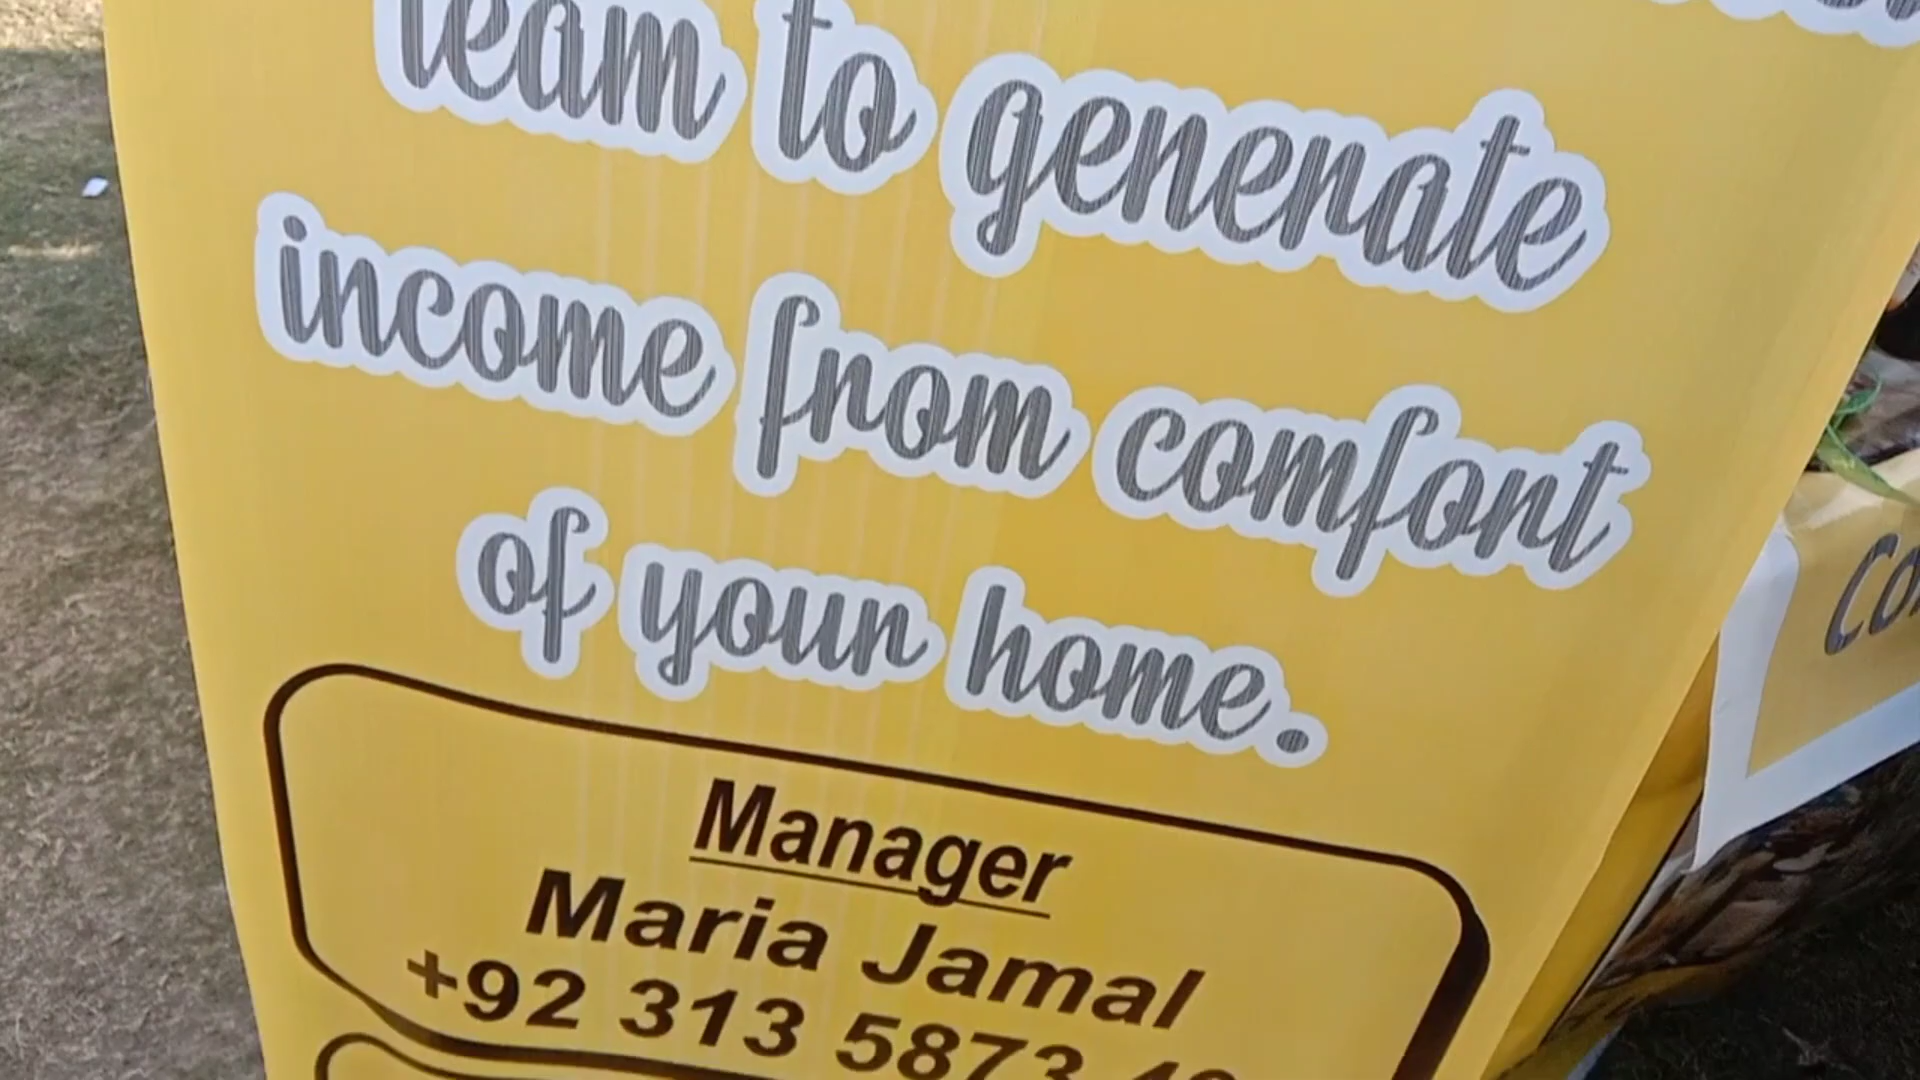 team to generate
income from comfort
of your home.
Manager
Maria Jamal
+92 313 5873